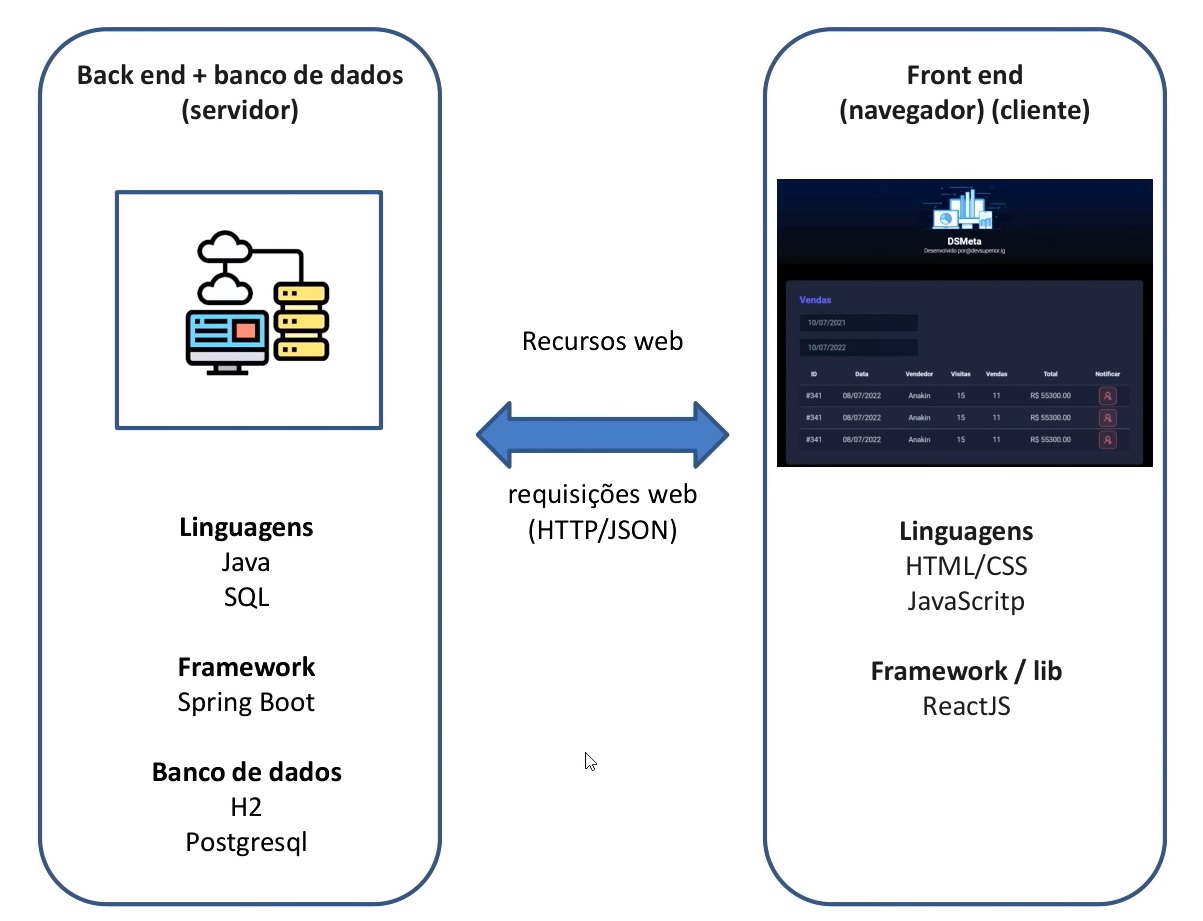 Back end + banco de dados
(servidor)
Linguagens
Java
SQL
Framework
Spring Boot
Banco de dados
H2
Postgresql
Recursos web
requisições web
(HTTP/JSON)
Front end
(navegador) (cliente)
DSMeta
Desenvolvido por@devsuperior.ig
Vendas
10/07/2021
10/07/2022
ID Data Vendedor Visitas Vendas Total Notificar
#341 08/07/2022 Anakin 15 11 R$ 55300.00
#341 08/07/2022 Anakin 15 11 R$ 55300.00
#341 08/07/2022 Anakin 15 11 R$ 55300.00
Linguagens
HTML/CSS
JavaScritp
Framework / lib
ReactJS